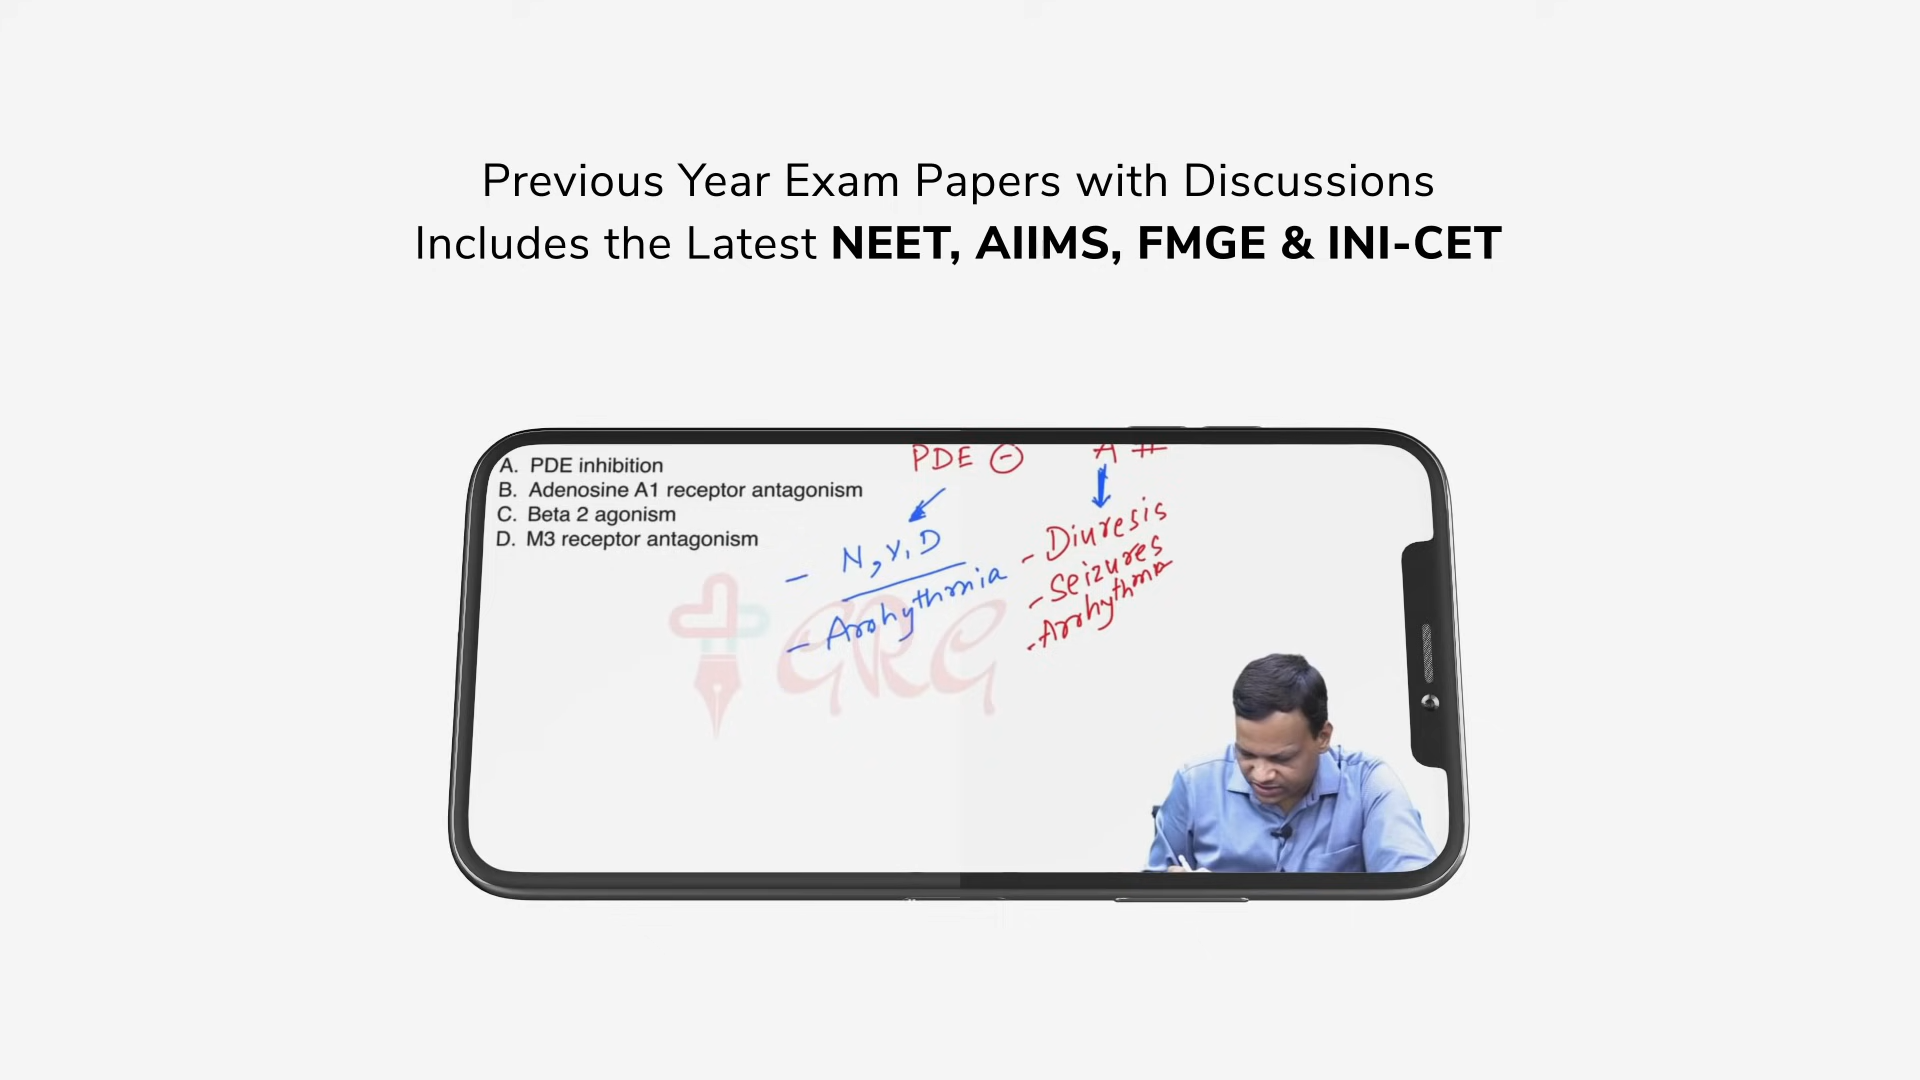 Previous Year Exam Papers with Discussions
Includes the Latest NEET, AIIMS, FMGE & INI-CET
A. PDE inhibition
B. Adenosine A1 receptor antagonism
C. Beta 2 agonism
D. M3 receptor antagonism
PDE ⊖
A
- N, V, D
- Arrhythmia
- Diuresis
- Seizures
- Arrhythmia
GRG